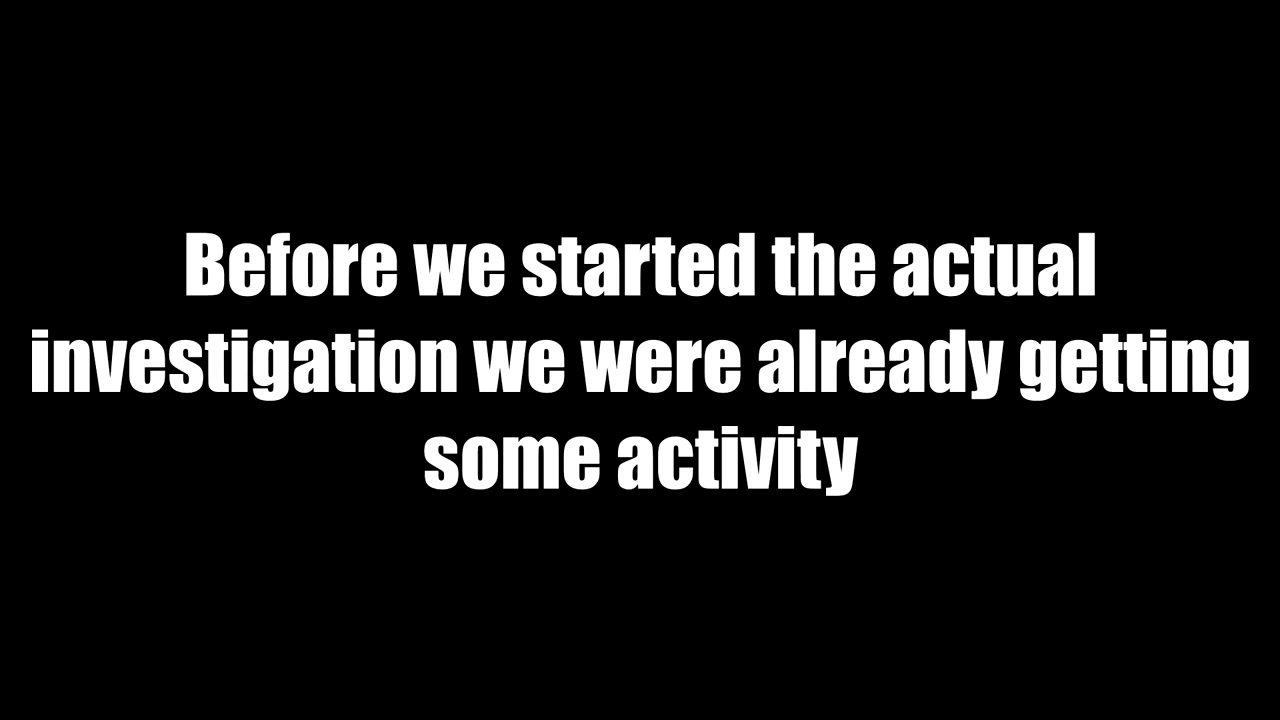 Before we started the actual
investigation we were already getting
some activity